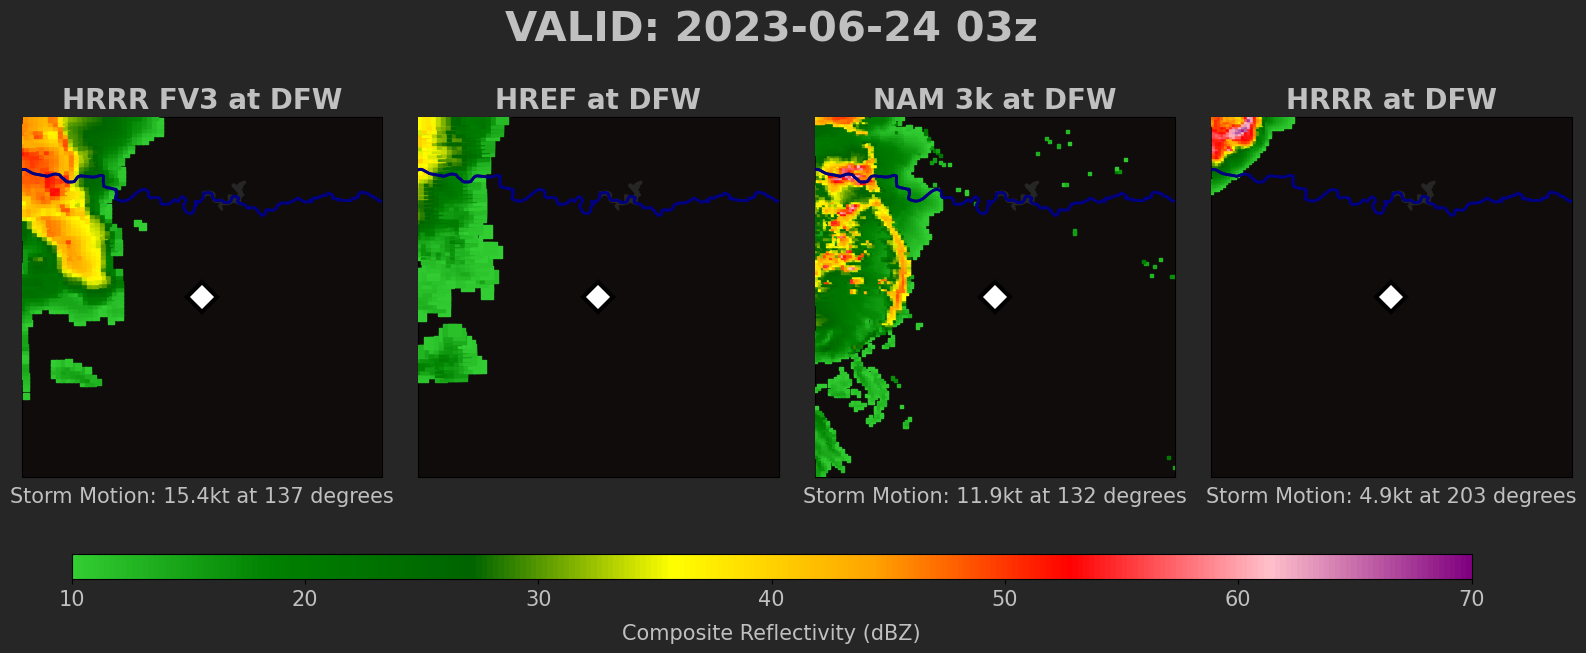 VALID: 2023-06-24 03z
HRRR FV3 at DFW
HREF at DFW
NAM 3k at DFW
HRRR at DFW
Storm Motion: 15.4kt at 137 degrees
Storm Motion: 11.9kt at 132 degrees
Storm Motion: 4.9kt at 203 degrees
10 20 30 40 50 60 70
Composite Reflectivity (dBZ)